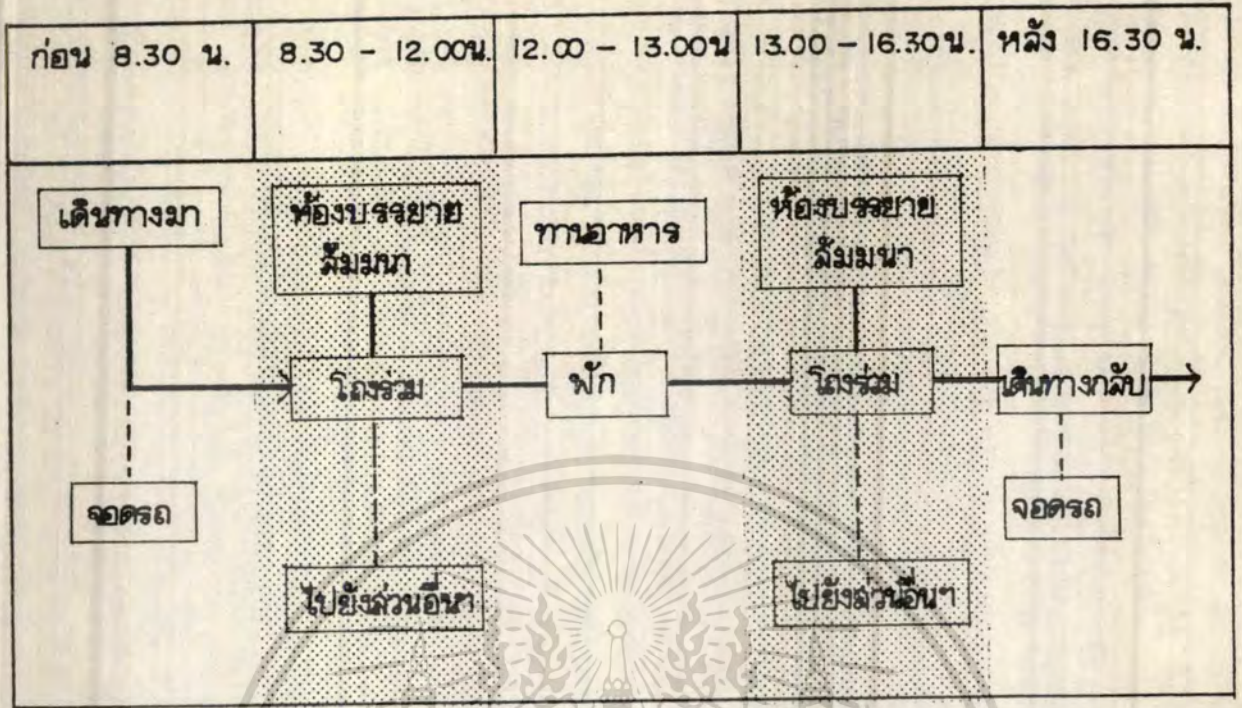 ก่อน 8.30 น.
8.30 - 12.00น.
12.00 - 13.00น
13.00 - 16.30น.
หลัง 16.30 น.
เดินทางมา
ห้องบรรยาย
สัมมนา
ทานอาหาร
ห้องบรรยาย
สัมมนา
โถงร่วม
พัก
โถงร่วม
เดินทางกลับ
จอดรถ
จอดรถ
ไปยังส่วนอื่นๆ
ไปยังส่วนอื่นๆ